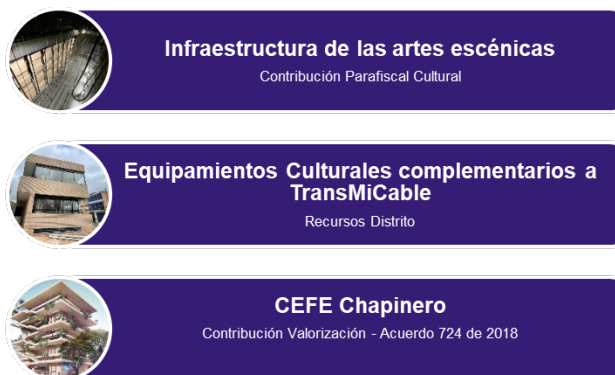 Infraestructura de las artes escénicas
Contribución Parafiscal Cultural
Equipamientos Culturales complementarios a
TransMiCable
Recursos Distrito
CEFE Chapinero
Contribución Valorización - Acuerdo 724 de 2018